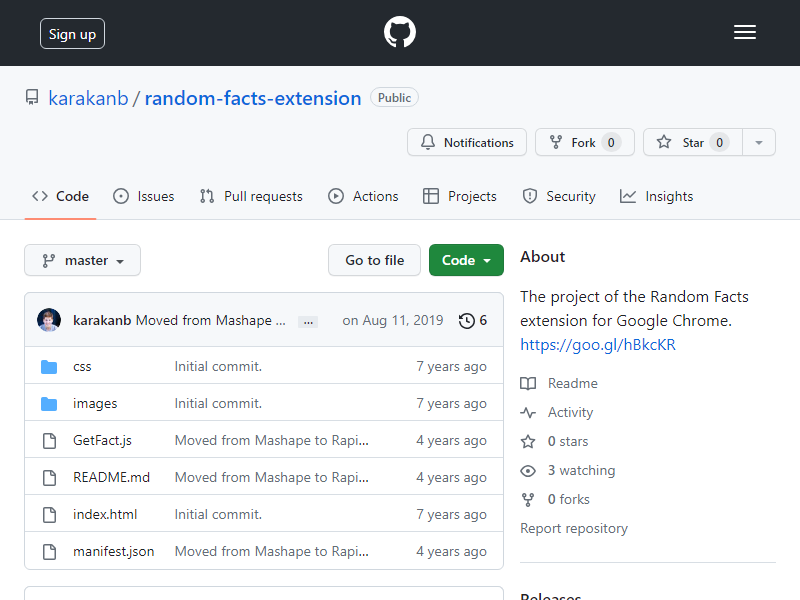 Sign up
karakanb / random-facts-extension Public
Notifications Fork 0 Star 0
Code Issues Pull requests Actions Projects Security Insights
master Go to file Code
karakanb Moved from Mashape ... ... on Aug 11, 2019 6
css Initial commit. 7 years ago
images Initial commit. 7 years ago
GetFact.js Moved from Mashape to Rapi... 4 years ago
README.md Moved from Mashape to Rapi... 4 years ago
index.html Initial commit. 7 years ago
manifest.json Moved from Mashape to Rapi... 4 years ago
About
The project of the Random Facts
extension for Google Chrome.
https://goo.gl/hBkcKR
Readme
Activity
0 stars
3 watching
0 forks
Report repository
Releases